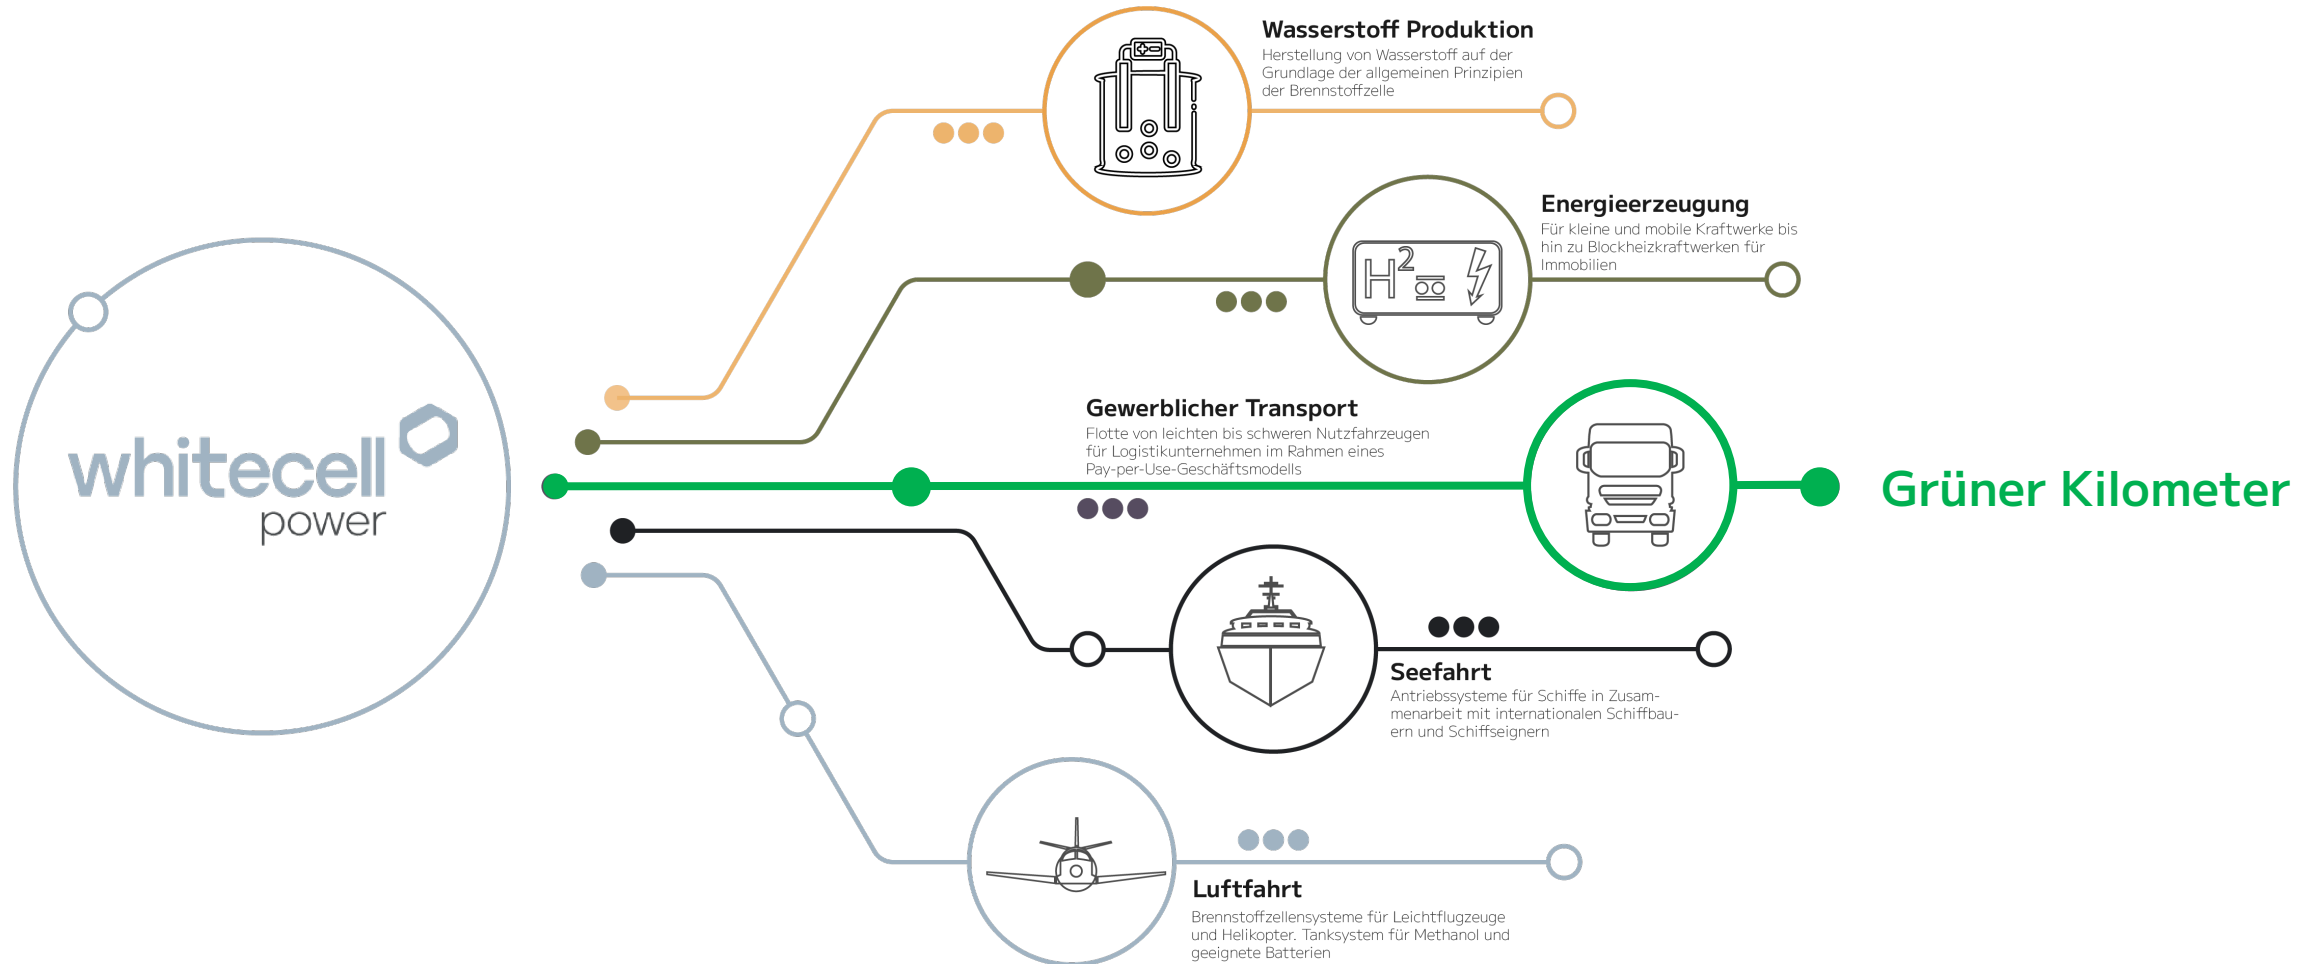 whitecell
power
Wasserstoff Produktion
Herstellung von Wasserstoff auf der
Grundlage der allgemeinen Prinzipien
der Brennstoffzelle
Energieerzeugung
Für kleine und mobile Kraftwerke bis
hin zu Blockheizkraftwerken für
Immobilien
H2
Gewerblicher Transport
Flotte von leichten bis schweren Nutzfahrzeugen
für Logistikunternehmen im Rahmen eines
Pay-per-Use-Geschäftsmodells
Grüner Kilometer
Seefahrt
Antriebssysteme für Schiffe in Zusam-
menarbeit mit internationalen Schiffbau-
ern und Schiffseignern
Luftfahrt
Brennstoffzellensysteme für Leichtflugzeuge
und Helikopter. Tanksystem für Methanol und
geeignete Batterien